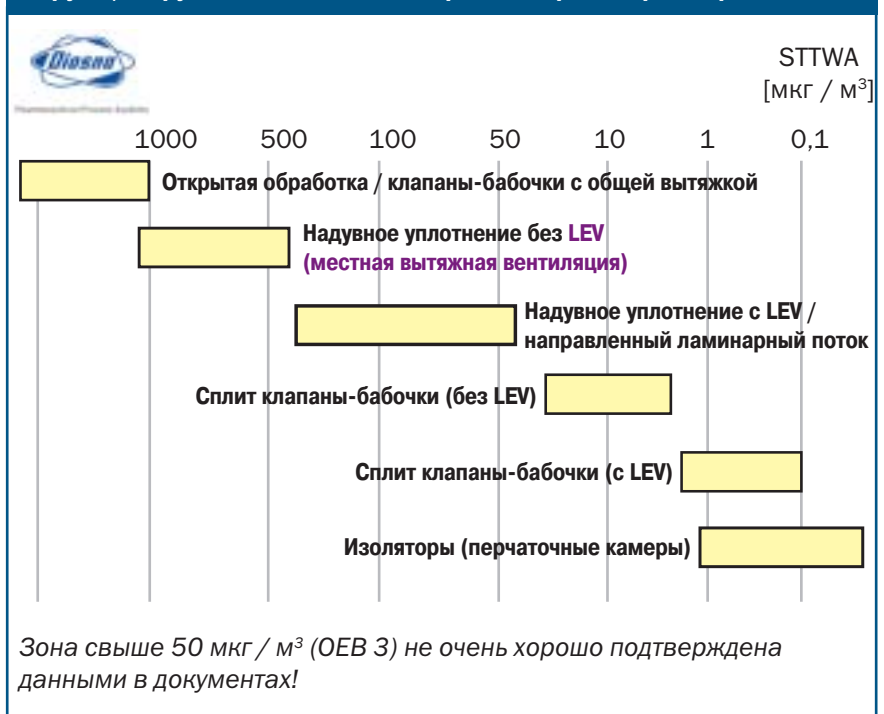 Diosna
STTWA
[мкг / м³]
1000 500 100 50 10 1 0,1
Открытая обработка / клапаны-бабочки с общей вытяжкой
Надувное уплотнение без LEV
(местная вытяжная вентиляция)
Надувное уплотнение с LEV /
направленный ламинарный поток
Сплит клапаны-бабочки (без LEV)
Сплит клапаны-бабочки (с LEV)
Изоляторы (перчаточные камеры)
Зона свыше 50 мкг / м³ (OEB 3) не очень хорошо подтверждена
данными в документах!